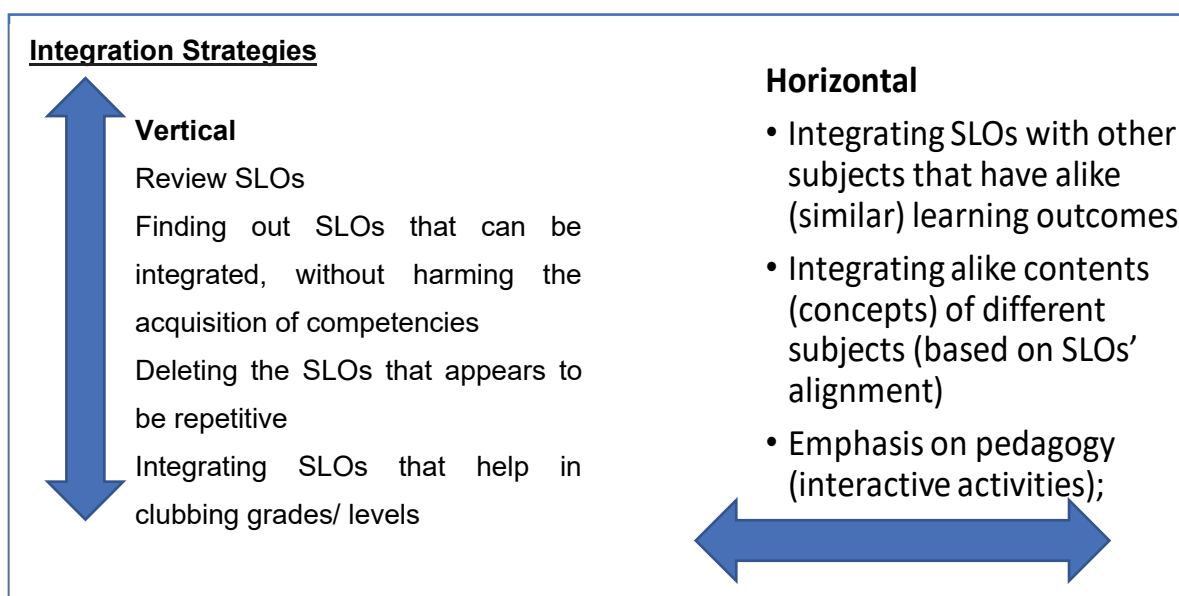 Integration Strategies
Vertical
Review SLOs
Finding out SLOs that can be
integrated, without harming the
acquisition of competencies
Deleting the SLOs that appears to
be repetitive
Integrating SLOs that help in
clubbing grades/ levels
Horizontal
• Integrating SLOs with other
subjects that have alike
(similar) learning outcomes
• Integrating alike contents
(concepts) of different
subjects (based on SLOs’
alignment)
• Emphasis on pedagogy
(interactive activities);